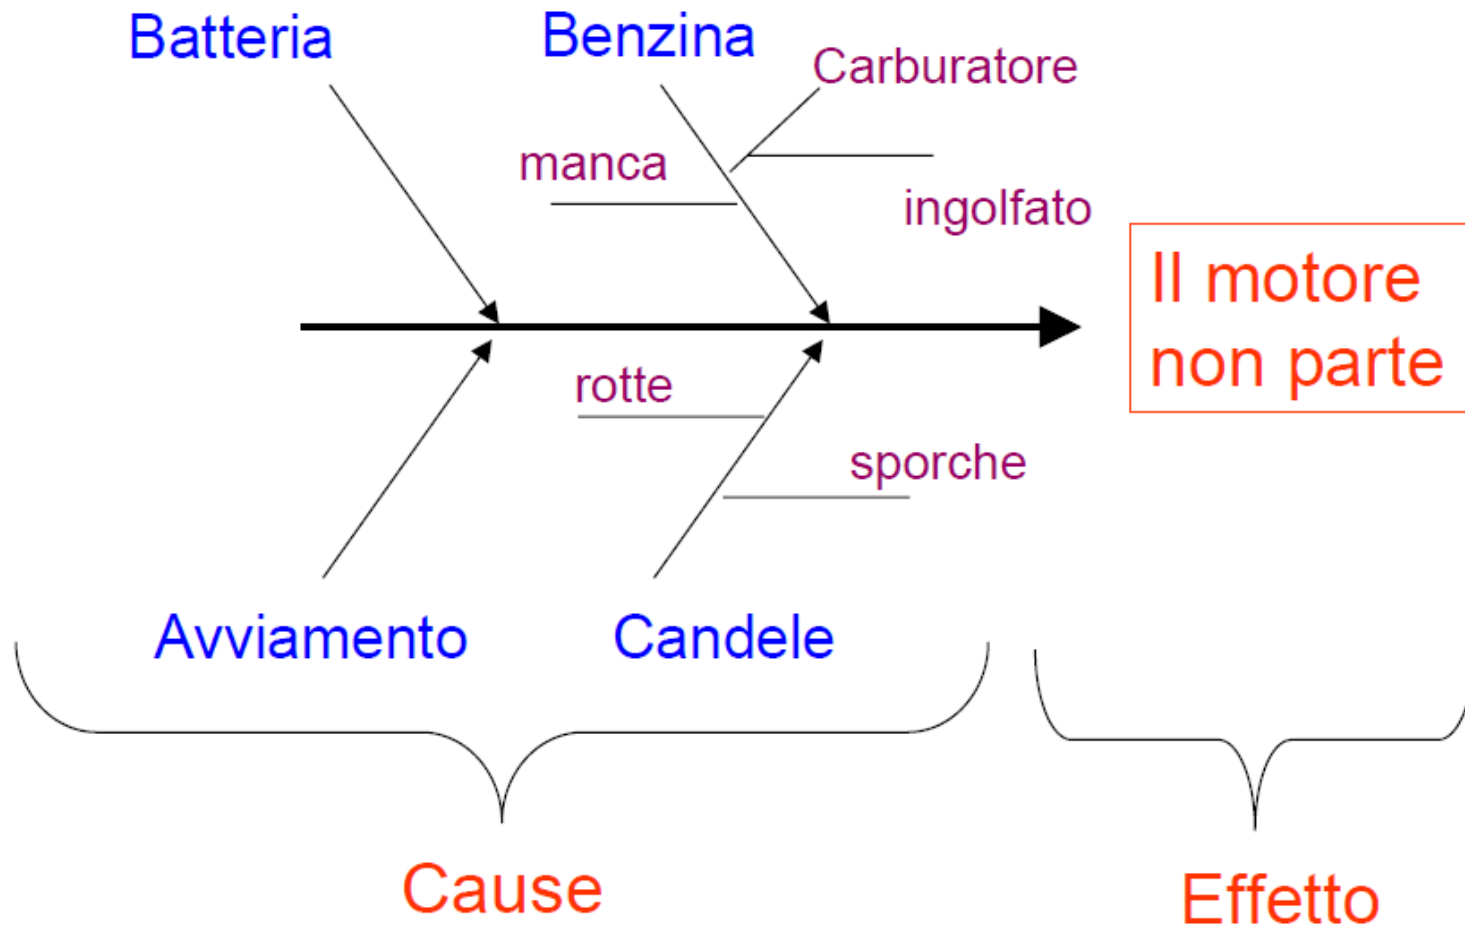 Batteria
Benzina
Carburatore
manca
ingolfato
Il motore
non parte
rotte
sporche
Avviamento
Candele
Cause
Effetto